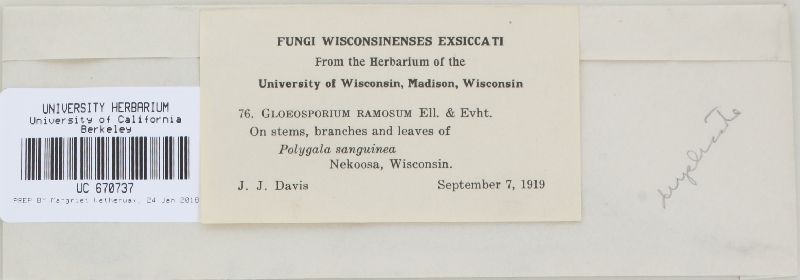 FUNGI WISCONSINENSES EXSICCATI
From the Herbarium of the
University of Wisconsin, Madison, Wisconsin
76. GLOEOSPORIUM RAMOSUM Ell. & Evht.
On stems, branches and leaves of
Polygala sanguinea
Nekoosa, Wisconsin.
J. J. Davis September 7, 1919
UNIVERSITY HERBARIUM
University of California
Berkeley
UC 670737
PREP BY Margriet Wetherwax, 24 Jan 2018
duplicate